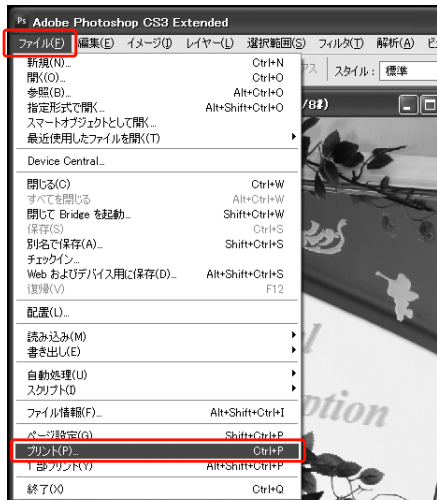 Ps Adobe Photoshop CS3 Extended
ファイル(F) 編集(E) イメージ(I) レイヤー(L) 選択範囲(S) フィルタ(T) 解析(A)
スタイル: 標準
新規(N)... Ctrl+N
開く(O)... Ctrl+O
参照(B)... Alt+Ctrl+O
指定形式で開く... Alt+Shift+Ctrl+O
スマートオブジェクトとして開く...
最近使用したファイルを開く(T)
/8#)
Device Central...
閉じる(C) Ctrl+W
すべてを閉じる Alt+Ctrl+W
閉じて Bridge を起動... Shift+Ctrl+W
保存(S) Ctrl+S
別名で保存(A)... Shift+Ctrl+S
チェックイン...
Web およびデバイス用に保存(D)... Alt+Shift+Ctrl+S
復帰(V) F12
配置(L)...
読み込み(M)
書き出し(E)
自動処理(U)
スクリプト(I)
ファイル情報(F)... Alt+Shift+Ctrl+I
ページ設定(G)... Shift+Ctrl+P
プリント(P)... Ctrl+P
1 部プリント(Y) Alt+Shift+Ctrl+P
終了(X) Ctrl+Q